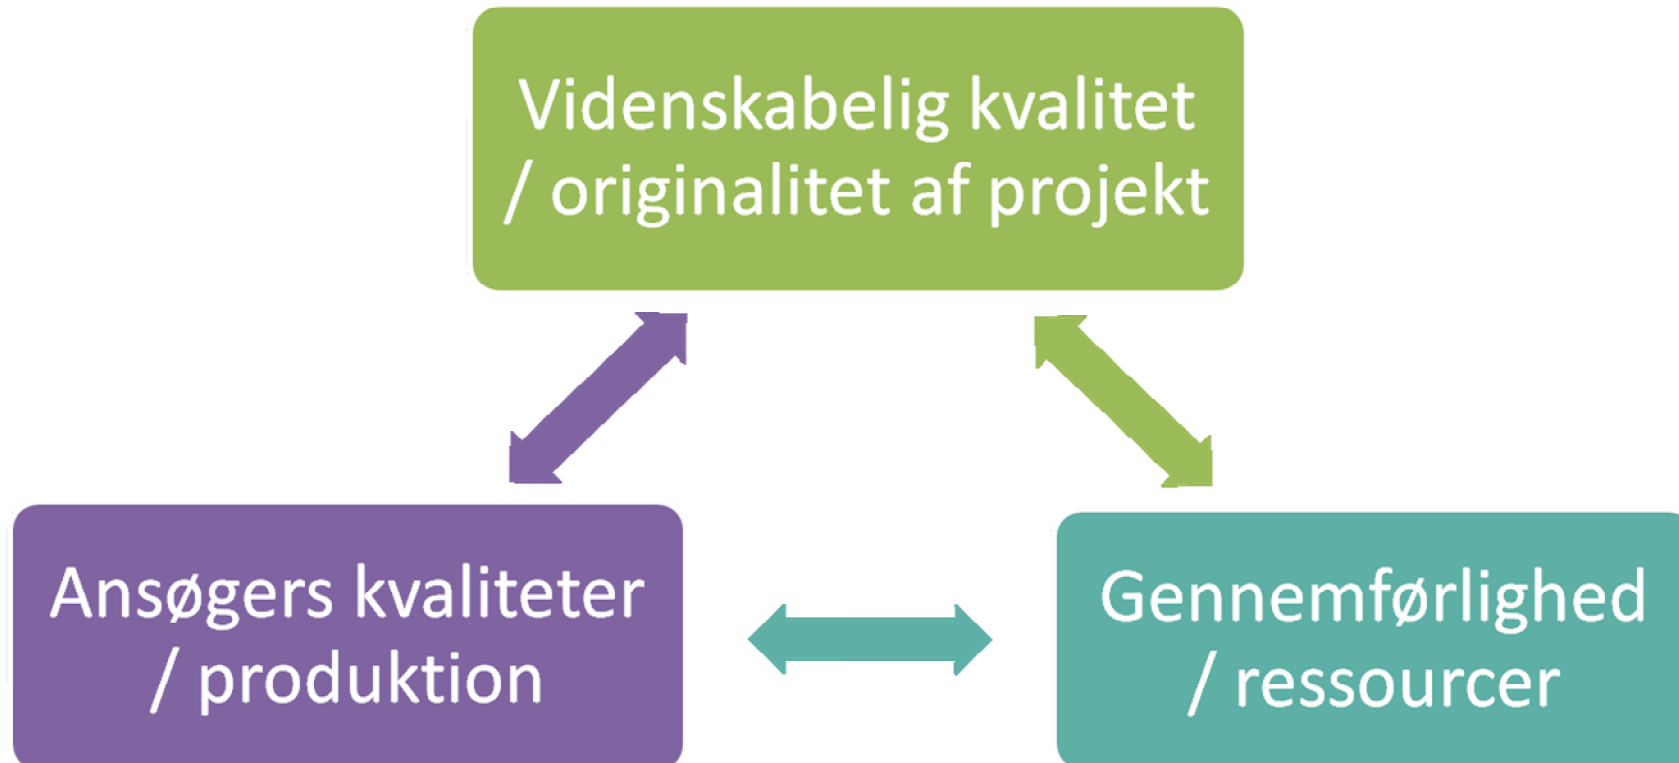 Videnskabelig kvalitet
/ originalitet af projekt
Ansøgers kvaliteter
/ produktion
Gennemførlighed
/ ressourcer